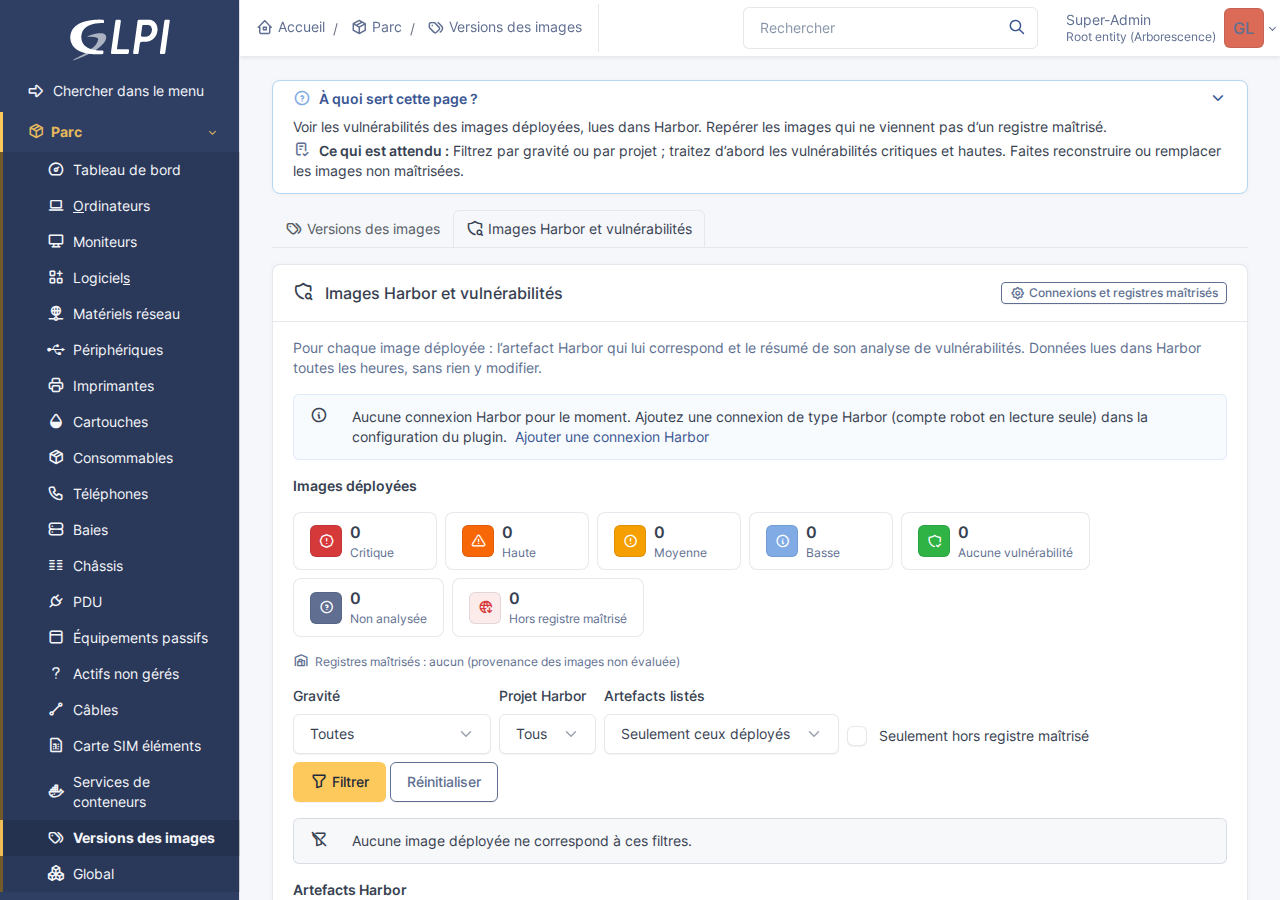 GLPI
Accueil / Parc / Versions des images
Rechercher
Super-Admin
Root entity (Arborescence)
GL
Chercher dans le menu
Parc
Tableau de bord
Ordinateurs
Moniteurs
Logiciels
Matériels réseau
Périphériques
Imprimantes
Cartouches
Consommables
Téléphones
Baies
Châssis
PDU
Équipements passifs
Actifs non gérés
Câbles
Carte SIM éléments
Services de
conteneurs
Versions des images
Global
À quoi sert cette page ?
Voir les vulnérabilités des images déployées, lues dans Harbor. Repérer les images qui ne viennent pas d’un registre maîtrisé.
Ce qui est attendu : Filtrez par gravité ou par projet ; traitez d’abord les vulnérabilités critiques et hautes. Faites reconstruire ou remplacer
les images non maîtrisées.
Versions des images
Images Harbor et vulnérabilités
Images Harbor et vulnérabilités
Connexions et registres maîtrisés
Pour chaque image déployée : l’artefact Harbor qui lui correspond et le résumé de son analyse de vulnérabilités. Données lues dans Harbor
toutes les heures, sans rien y modifier.
Aucune connexion Harbor pour le moment. Ajoutez une connexion de type Harbor (compte robot en lecture seule) dans la
configuration du plugin. Ajouter une connexion Harbor
Images déployées
0
Critique
0
Haute
0
Moyenne
0
Basse
0
Aucune vulnérabilité
0
Non analysée
0
Hors registre maîtrisé
Registres maîtrisés : aucun (provenance des images non évaluée)
Gravité
Projet Harbor
Artefacts listés
Toutes
Tous
Seulement ceux déployés
Seulement hors registre maîtrisé
Filtrer
Réinitialiser
Aucune image déployée ne correspond à ces filtres.
Artefacts Harbor